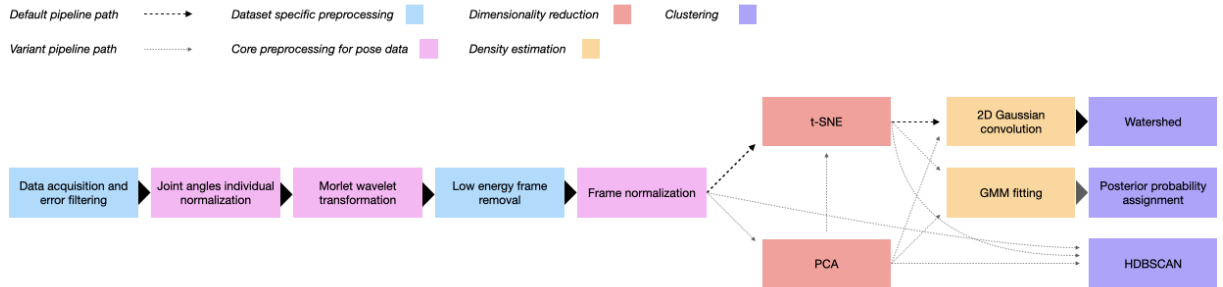 Default pipeline path
Dataset specific preprocessing
Dimensionality reduction
Clustering
Variant pipeline path
Core preprocessing for pose data
Density estimation
t-SNE
2D Gaussian
convolution
Watershed
Data acquisition and
error filtering
Joint angles individual
normalization
Morlet wavelet
transformation
Low energy frame
removal
Frame normalization
GMM fitting
Posterior probability
assignment
PCA
HDBSCAN